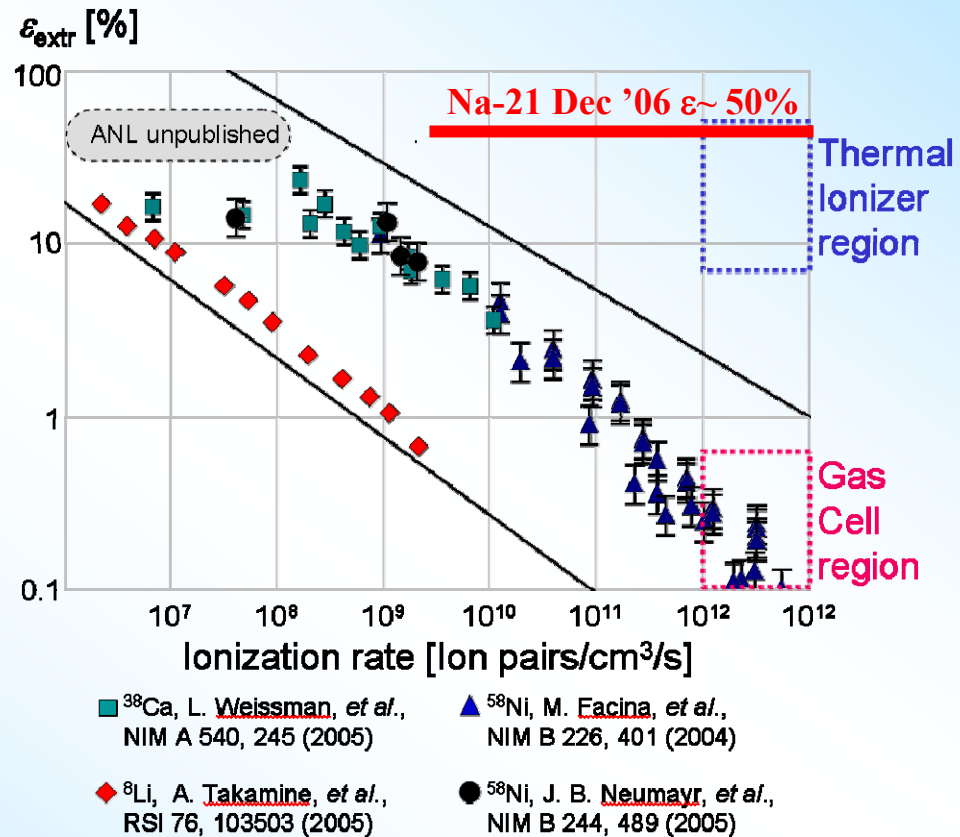 εextr [%]
100
10
1
0.1
ANL unpublished
Na-21 Dec ’06 ε~ 50%
Thermal
Ionizer
region
Gas
Cell
region
10⁷ 10⁸ 10⁹ 10¹⁰ 10¹¹ 10¹² 10¹²
Ionization rate [Ion pairs/cm³/s]
³⁸Ca, L. Weissman, et al.,
NIM A 540, 245 (2005)
⁵⁸Ni, M. Facina, et al.,
NIM B 226, 401 (2004)
⁸Li, A. Takamine, et al.,
RSI 76, 103503 (2005)
⁵⁸Ni, J. B. Neumayr, et al.,
NIM B 244, 489 (2005)